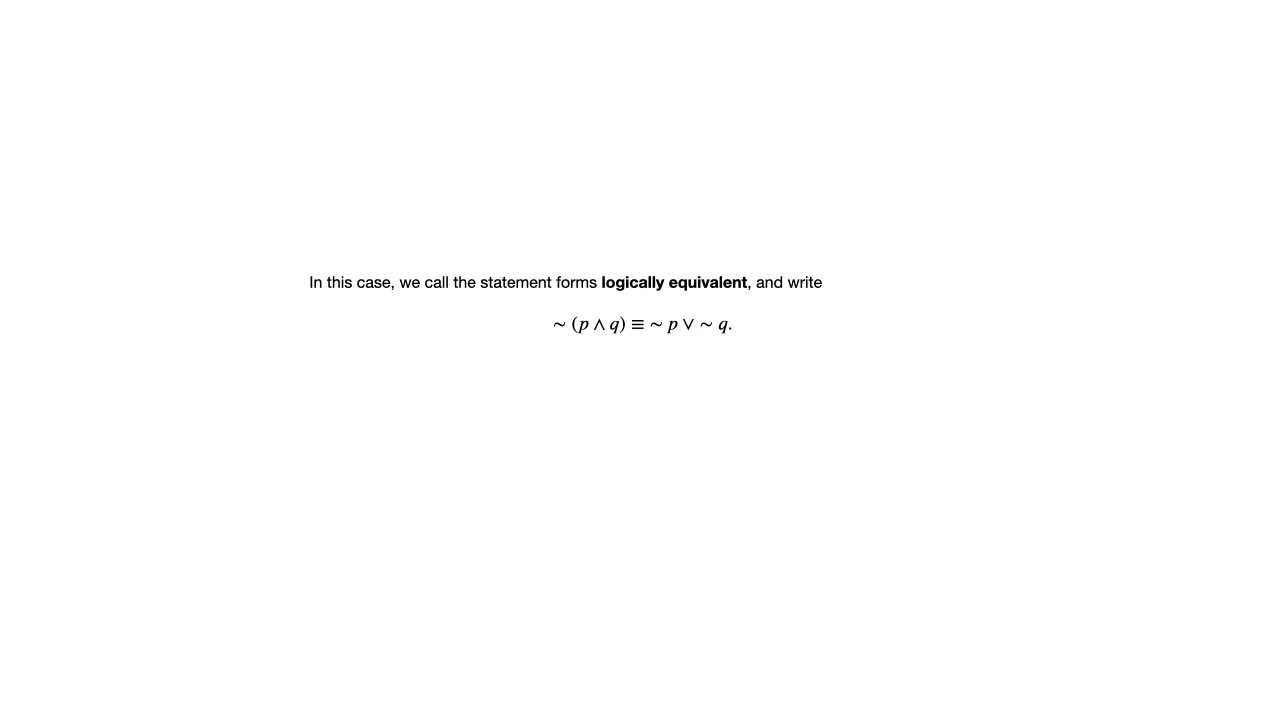 In this case, we call the statement forms logically equivalent, and write
∼ (p ∧ q) ≡ ∼ p ∨ ∼ q.